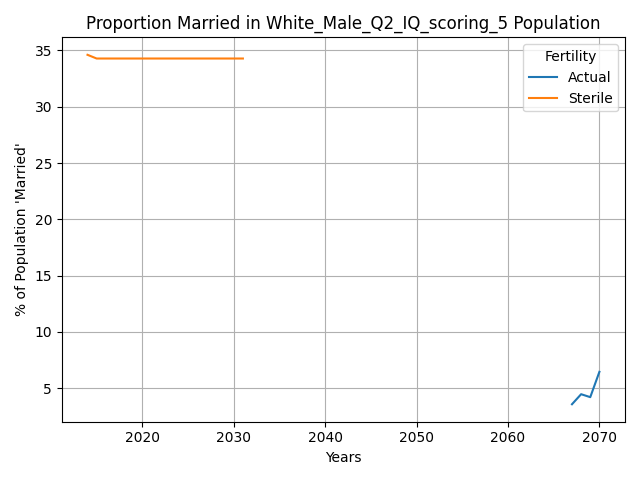 Proportion Married in White_Male_Q2_IQ_scoring_5 Population
% of Population 'Married'
35
30
25
20
15
10
5
Fertility
Actual
Sterile
2020 2030 2040 2050 2060 2070
Years